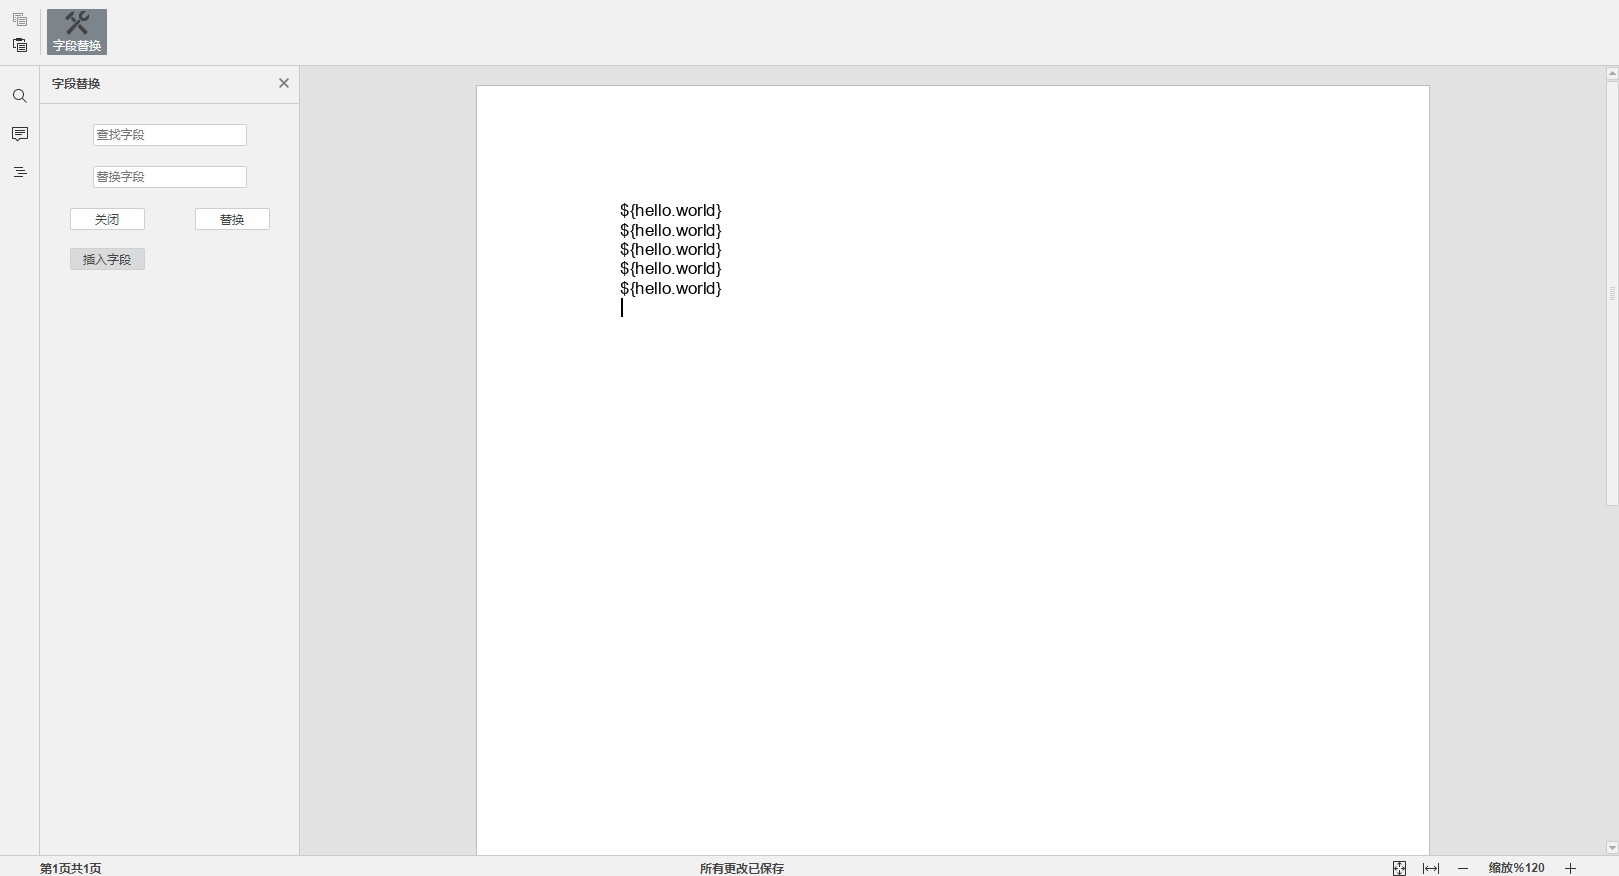 字段替换
字段替换
查找字段
替换字段
关闭
替换
插入字段
${hello.world}
${hello.world}
${hello.world}
${hello.world}
${hello.world}
第1页共1页
所有更改已保存
缩放%120